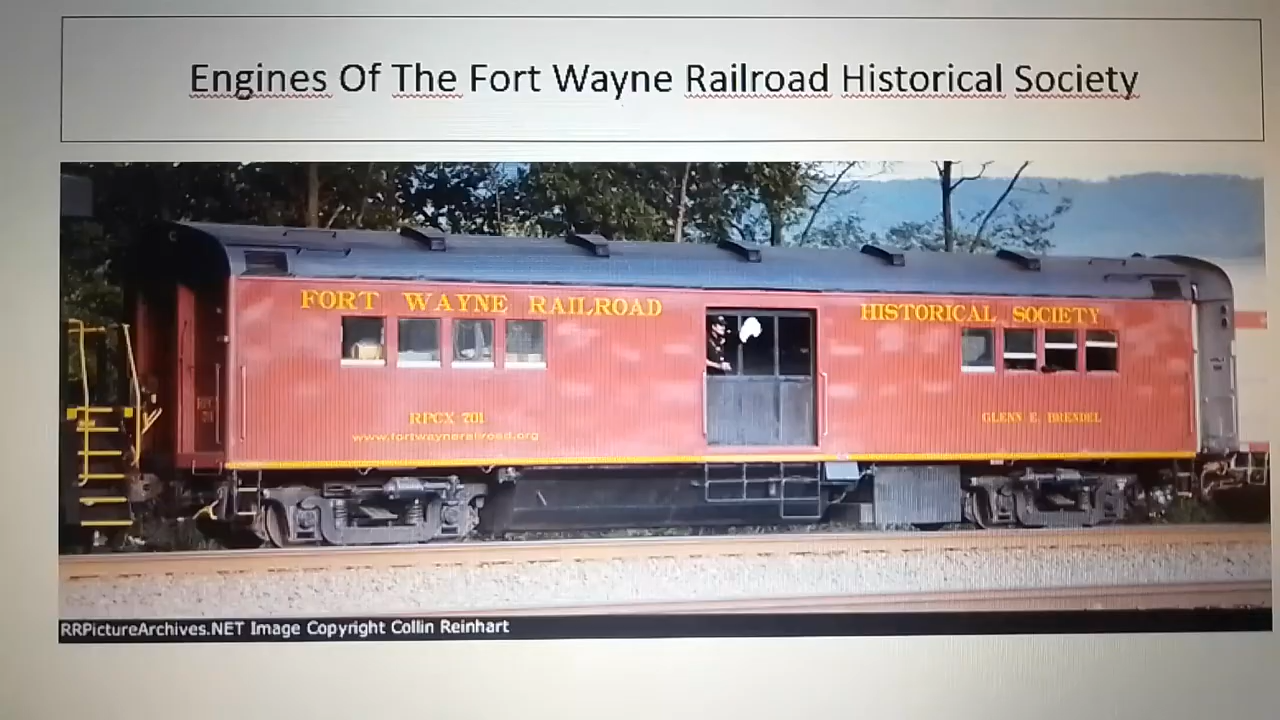 Engines Of The Fort Wayne Railroad Historical Society
FORT WAYNE RAILROAD
HISTORICAL SOCIETY
RPCX 701
GLENN E. BRENDEL
www.fortwaynerailroad.org
RRPictureArchives.NET Image Copyright Collin Reinhart